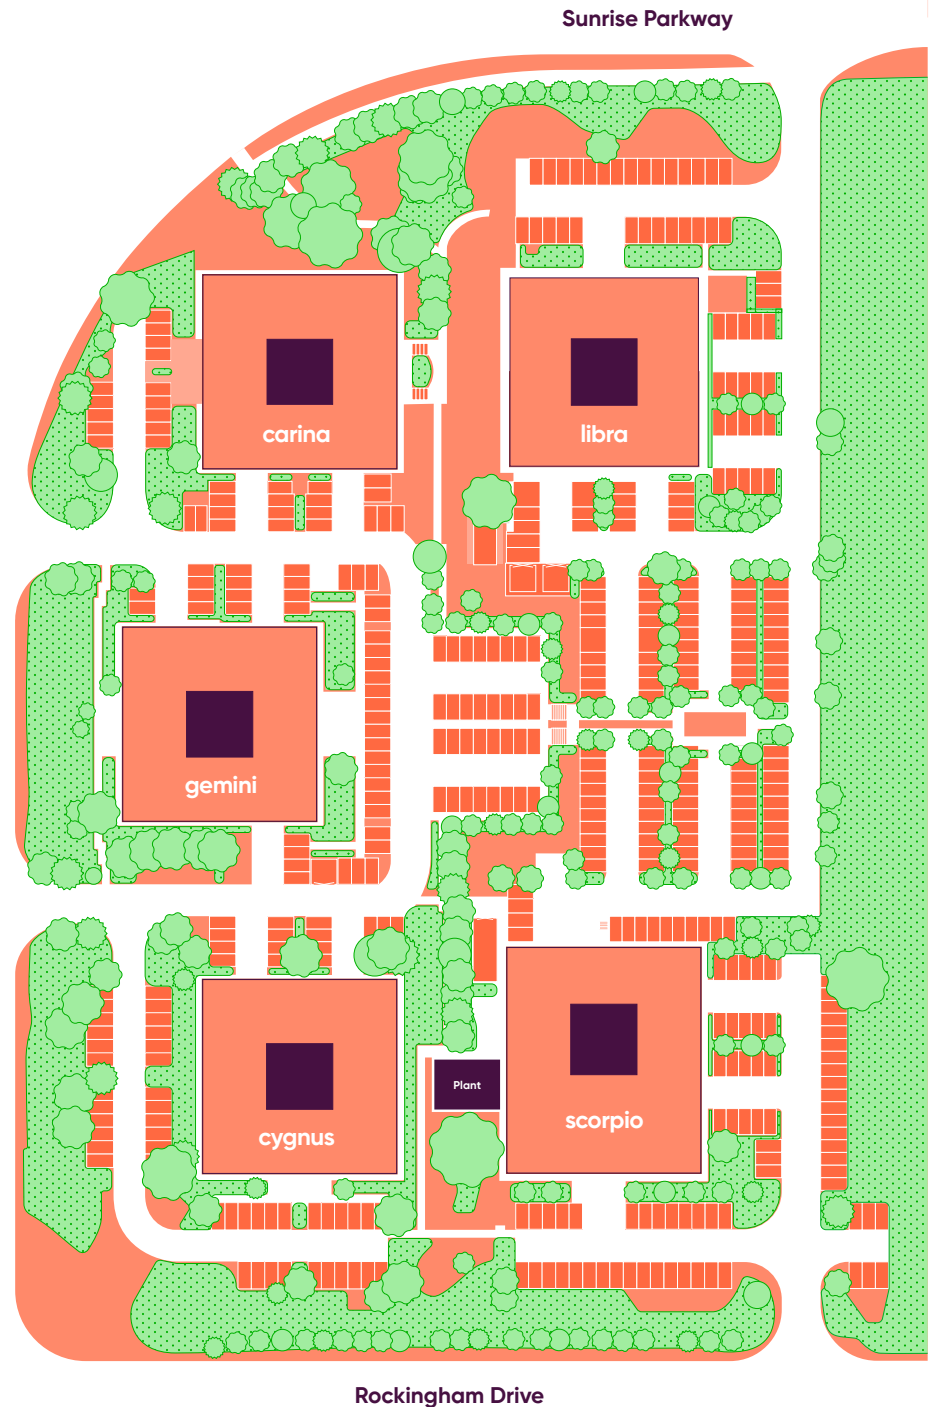 Sunrise Parkway
carina
libra
gemini
Plant
scorpio
cygnus
Rockingham Drive